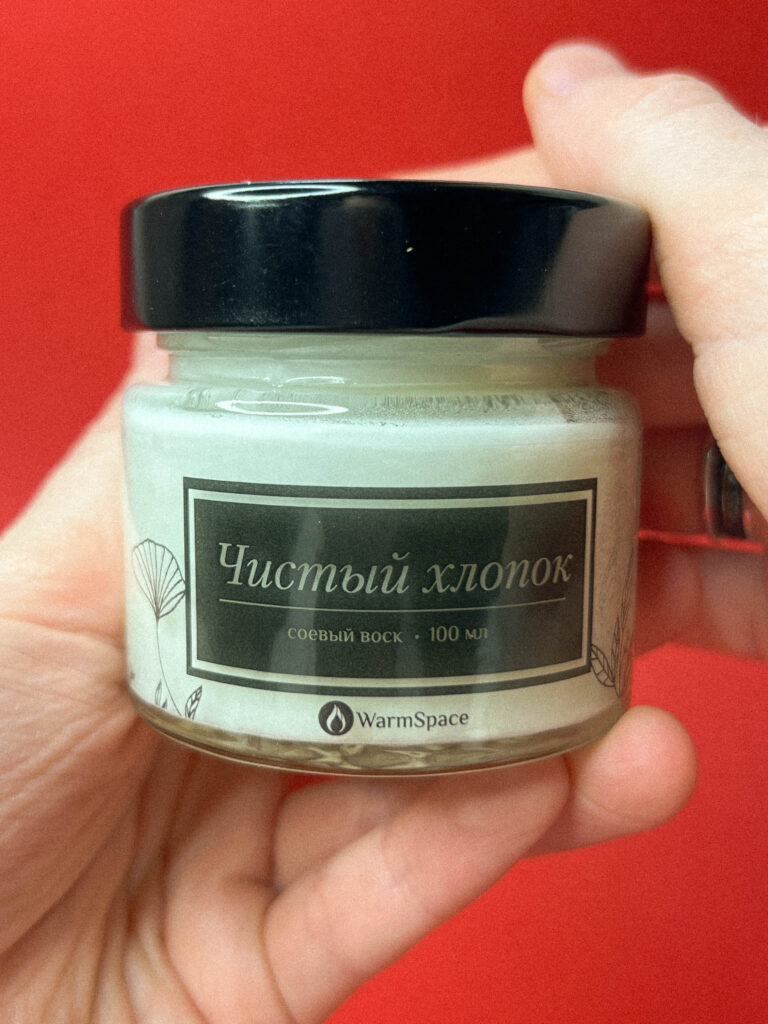 Чистый хлопок
соевый воск • 100 мл
WarmSpace